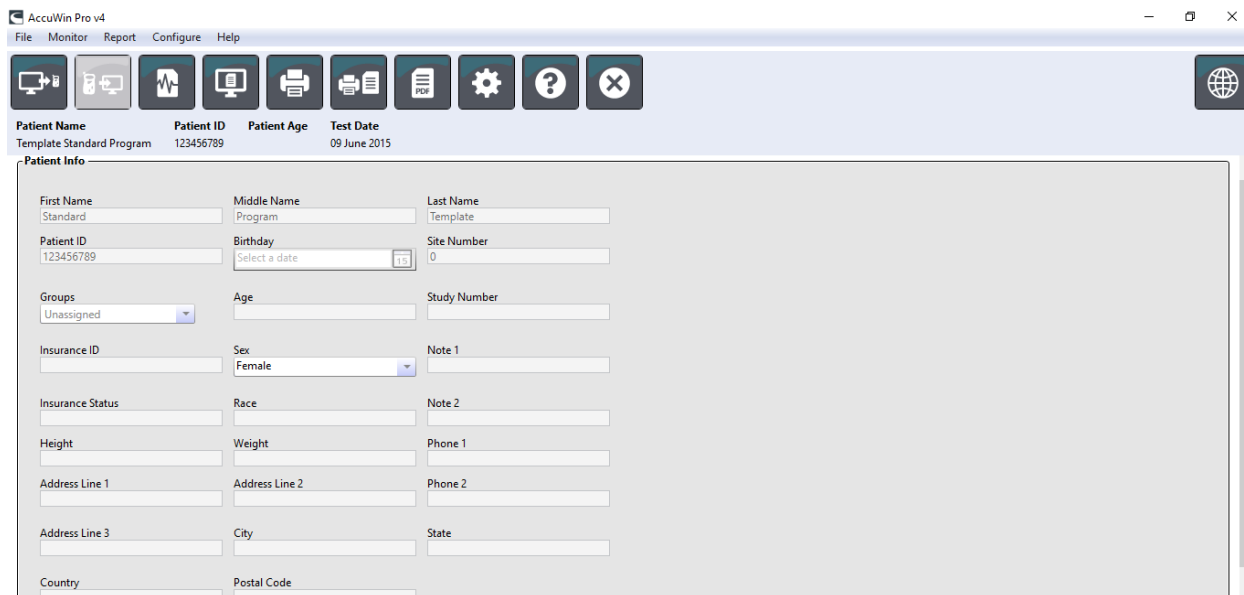 AccuWin Pro v4
File Monitor Report Configure Help
PDF
Patient Name Patient ID Patient Age Test Date
Template Standard Program 123456789 09 June 2015
Patient Info
First Name Middle Name Last Name
Standard Program Template
Patient ID Birthday Site Number
123456789 Select a date 15 0
Groups Age Study Number
Unassigned
Insurance ID Sex Note 1
Female
Insurance Status Race Note 2
Height Weight Phone 1
Address Line 1 Address Line 2 Phone 2
Address Line 3 City State
Country Postal Code